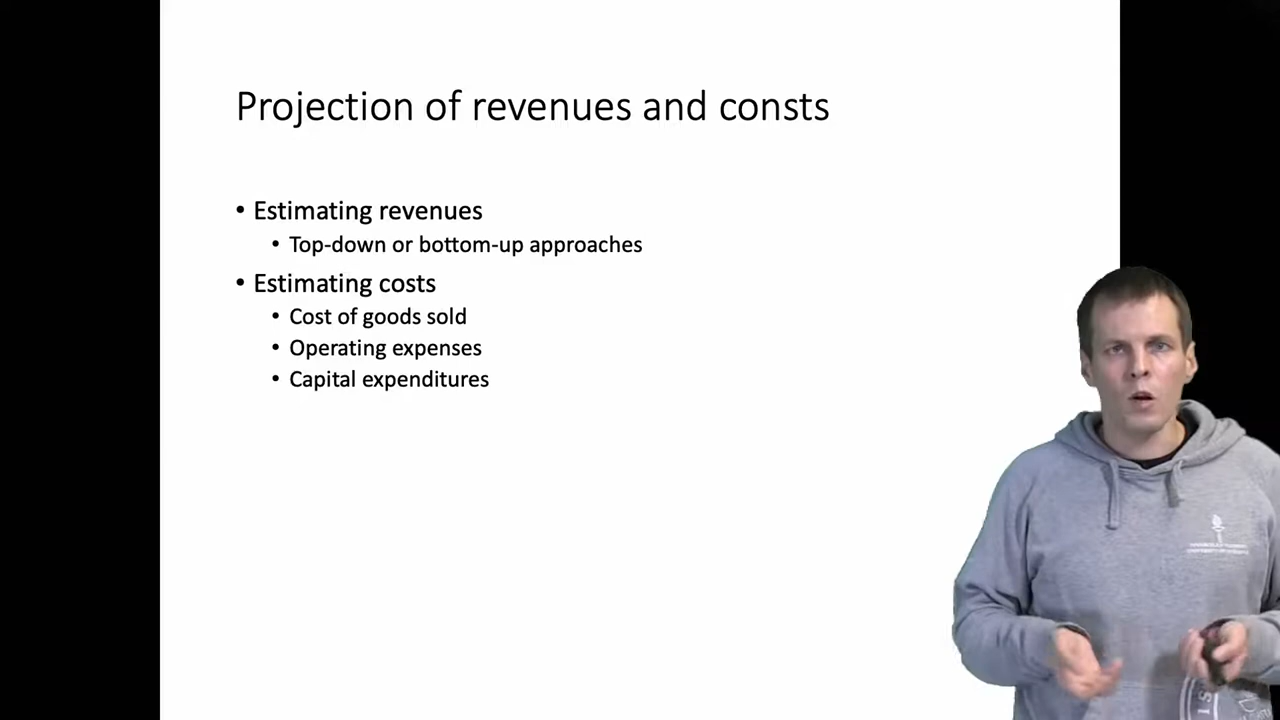 Projection of revenues and consts
• Estimating revenues
• Top-down or bottom-up approaches
• Estimating costs
• Cost of goods sold
• Operating expenses
• Capital expenditures